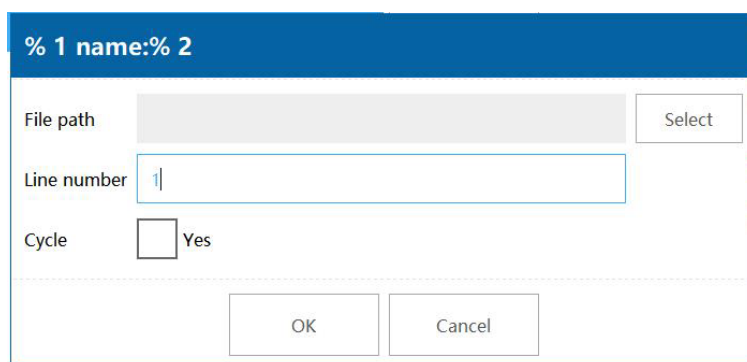 % 1 name:% 2
File path Select
Line number 1
Cycle Yes
OK Cancel